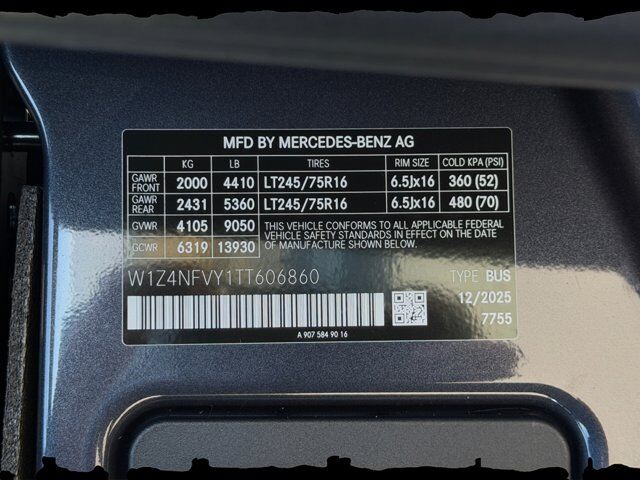 MFD BY MERCEDES-BENZ AG
KG LB TIRES RIM SIZE COLD KPA (PSI)
GAWR FRONT 2000 4410 LT245/75R16 6.5Jx16 360 (52)
GAWR REAR 2431 5360 LT245/75R16 6.5Jx16 480 (70)
GVWR 4105 9050 THIS VEHICLE CONFORMS TO ALL APPLICABLE FEDERAL
GCWR 6319 13930 MOTOR VEHICLE SAFETY STANDARDS IN EFFECT ON THE
DATE OF MANUFACTURE SHOWN.
W1Z4NFVY1TT606860 TYPE BUS
12/2025
7755
A 907 584 90 16